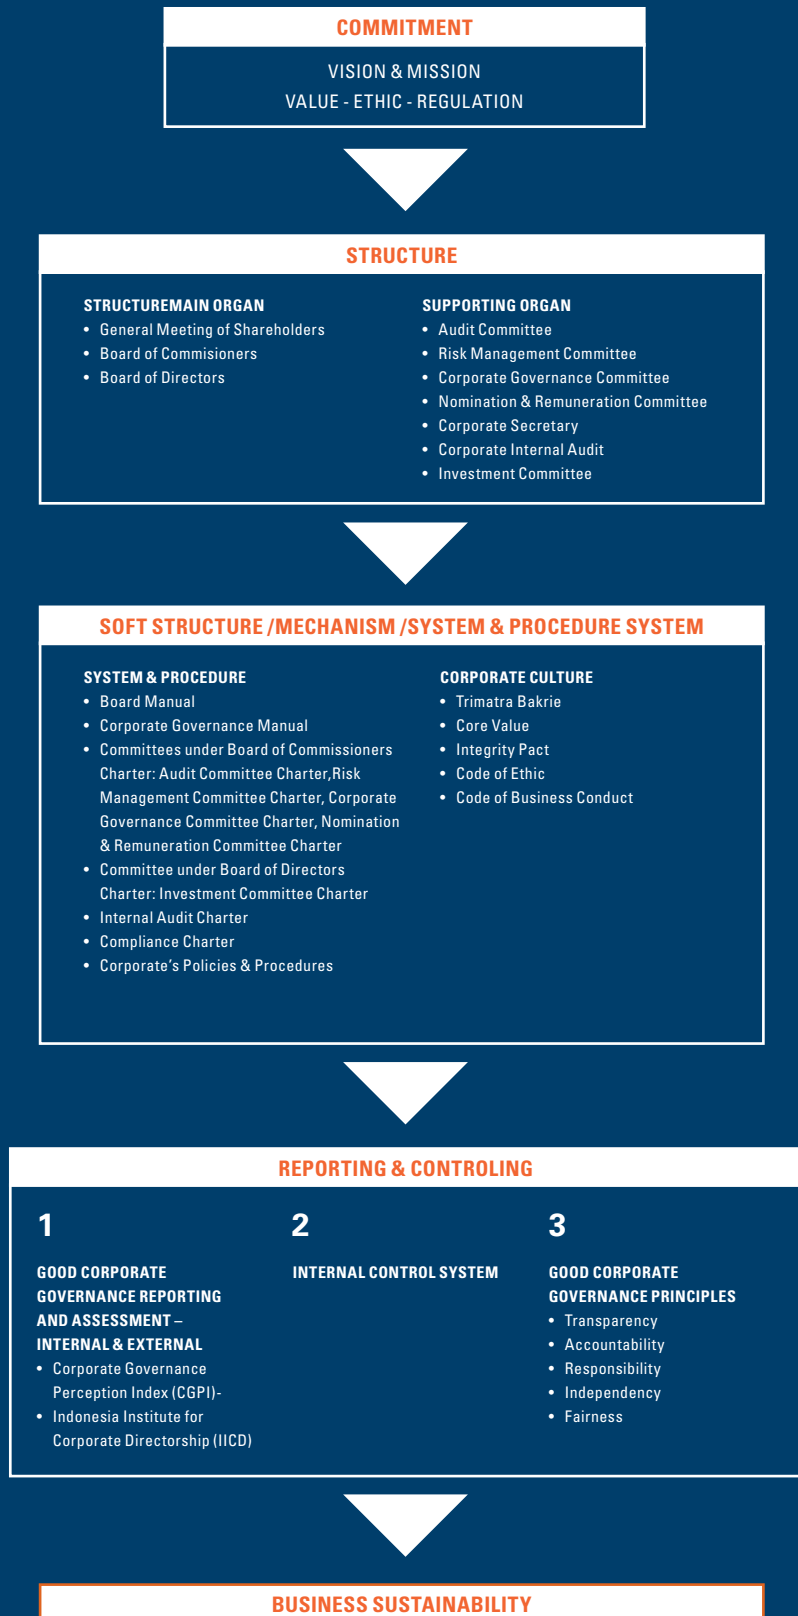 COMMITMENT
VISION & MISSION
VALUE - ETHIC - REGULATION
STRUCTURE
STRUCTUREMAIN ORGAN
• General Meeting of Shareholders
• Board of Commisioners
• Board of Directors
SUPPORTING ORGAN
• Audit Committee
• Risk Management Committee
• Corporate Governance Committee
• Nomination & Remuneration Committee
• Corporate Secretary
• Corporate Internal Audit
• Investment Committee
SOFT STRUCTURE /MECHANISM /SYSTEM & PROCEDURE SYSTEM
SYSTEM & PROCEDURE
• Board Manual
• Corporate Governance Manual
• Committees under Board of Commissioners
Charter: Audit Committee Charter,Risk
Management Committee Charter, Corporate
Governance Committee Charter, Nomination
& Remuneration Committee Charter
• Committee under Board of Directors
Charter: Investment Committee Charter
• Internal Audit Charter
• Compliance Charter
• Corporate's Policies & Procedures
CORPORATE CULTURE
• Trimatra Bakrie
• Core Value
• Integrity Pact
• Code of Ethic
• Code of Business Conduct
REPORTING & CONTROLING
1
GOOD CORPORATE
GOVERNANCE REPORTING
AND ASSESSMENT –
INTERNAL & EXTERNAL
• Corporate Governance
Perception Index (CGPI)-
• Indonesia Institute for
Corporate Directorship (IICD)
2
INTERNAL CONTROL SYSTEM
3
GOOD CORPORATE
GOVERNANCE PRINCIPLES
• Transparency
• Accountability
• Responsibility
• Independency
• Fairness
BUSINESS SUSTAINABILITY